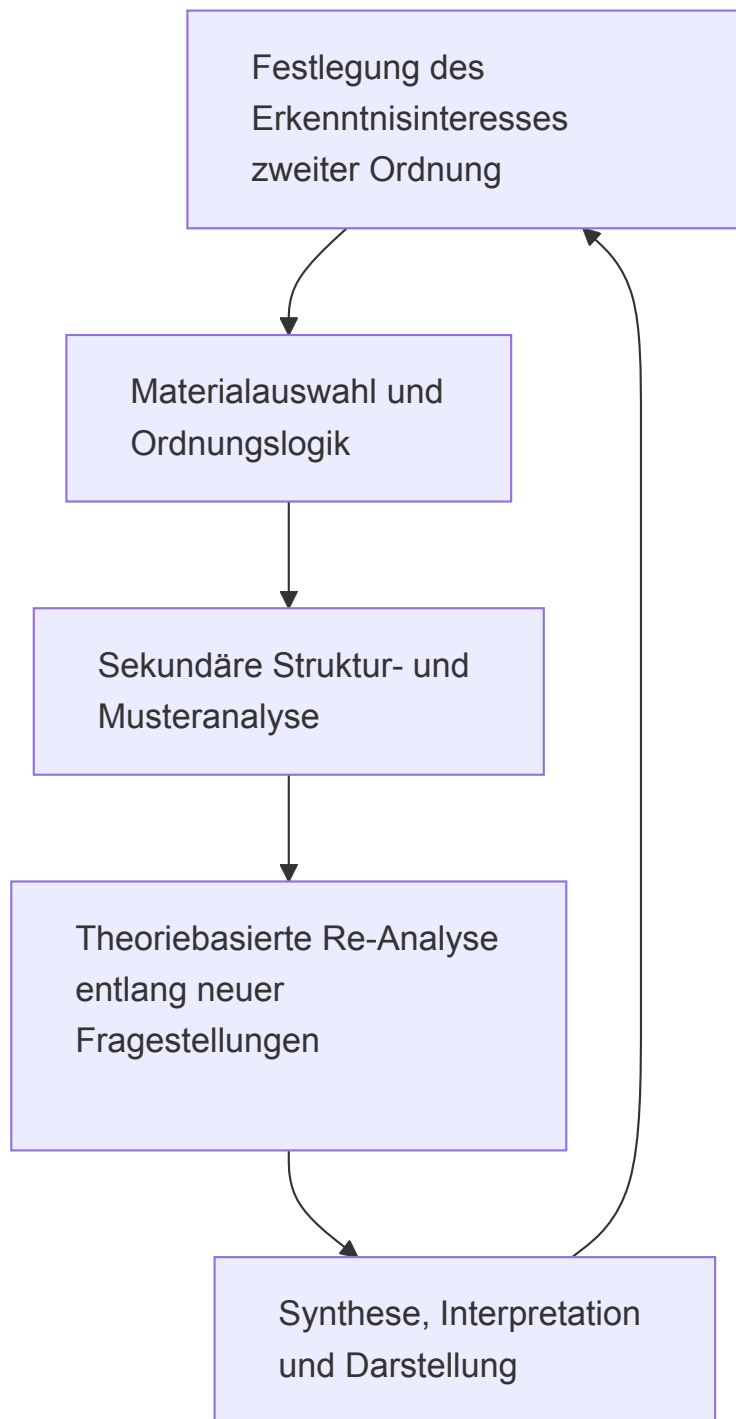 Festlegung des
Erkenntnisinteresses
zweiter Ordnung
Materialauswahl und
Ordnungslogik
Sekundäre Struktur- und
Musteranalyse
Theoriebasierte Re-Analyse
entlang neuer
Fragestellungen
Synthese, Interpretation
und Darstellung